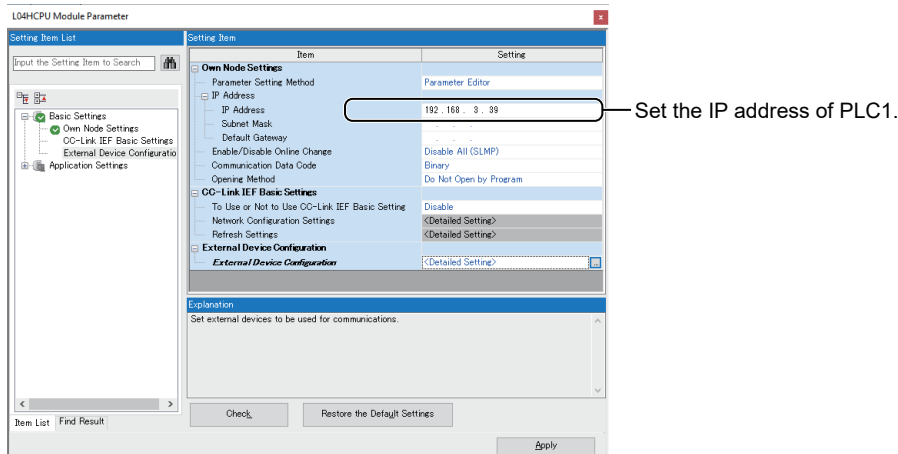 L04HCPU Module Parameter
x
Setting Item List
Setting Item
Input the Setting Item to Search
Basic Settings
Own Node Settings
CC-Link IEF Basic Settings
External Device Configuratio
Application Settings
Item Setting
Own Node Settings
Parameter Setting Method Parameter Editor
IP Address
IP Address 192 . 168 . 3 . 39
Set the IP address of PLC1.
Subnet Mask . . .
Default Gateway . . .
Enable/Disable Online Change Disable All (SLMP)
Communication Data Code Binary
Opening Method Do Not Open by Program
CC-Link IEF Basic Settings
To Use or Not to Use CC-Link IEF Basic Setting Disable
Network Configuration Settings <Detailed Setting>
Refresh Settings <Detailed Setting>
External Device Configuration
External Device Configuration <Detailed Setting> ...
Explanation
Set external devices to be used for communications.
Item List Find Result
Check Restore the Default Settings
Apply